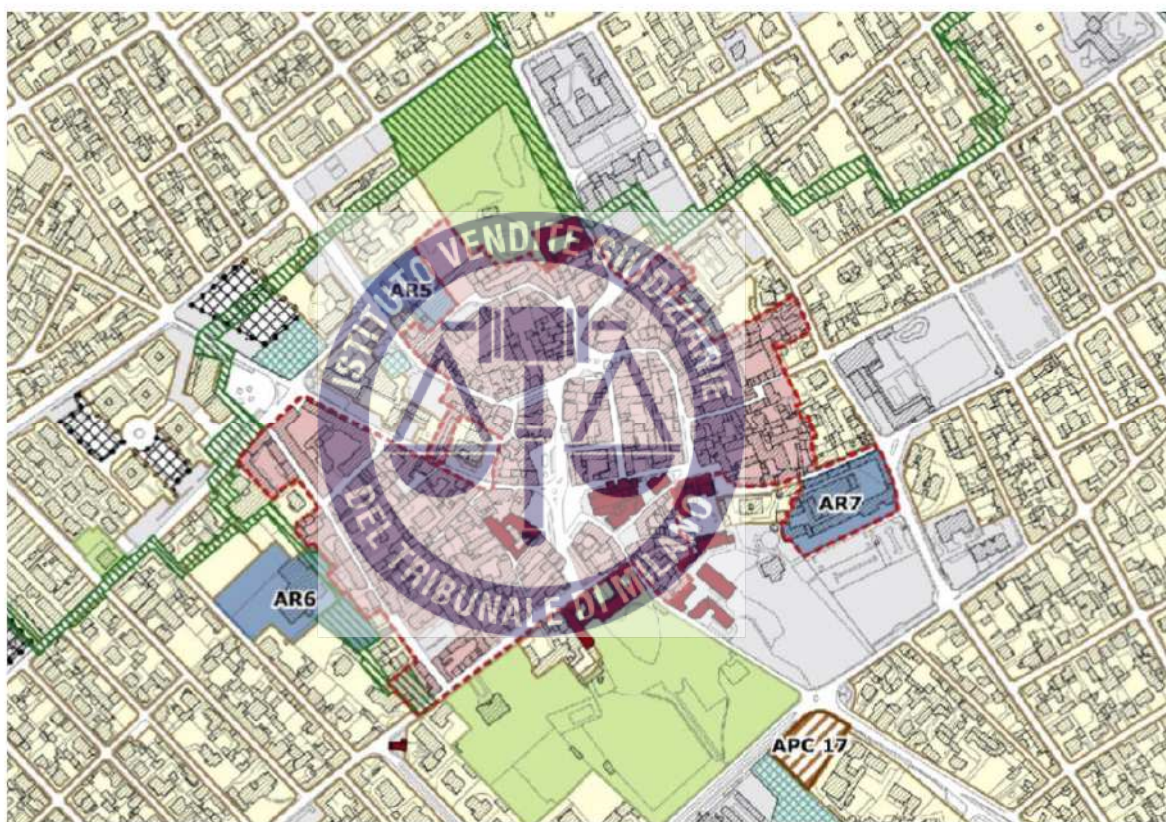 ISTITUTO VENDITE GIUDIZIARIE
AR5
AR7
AR6
DEL TRIBUNALE DI MILANO
APC 17